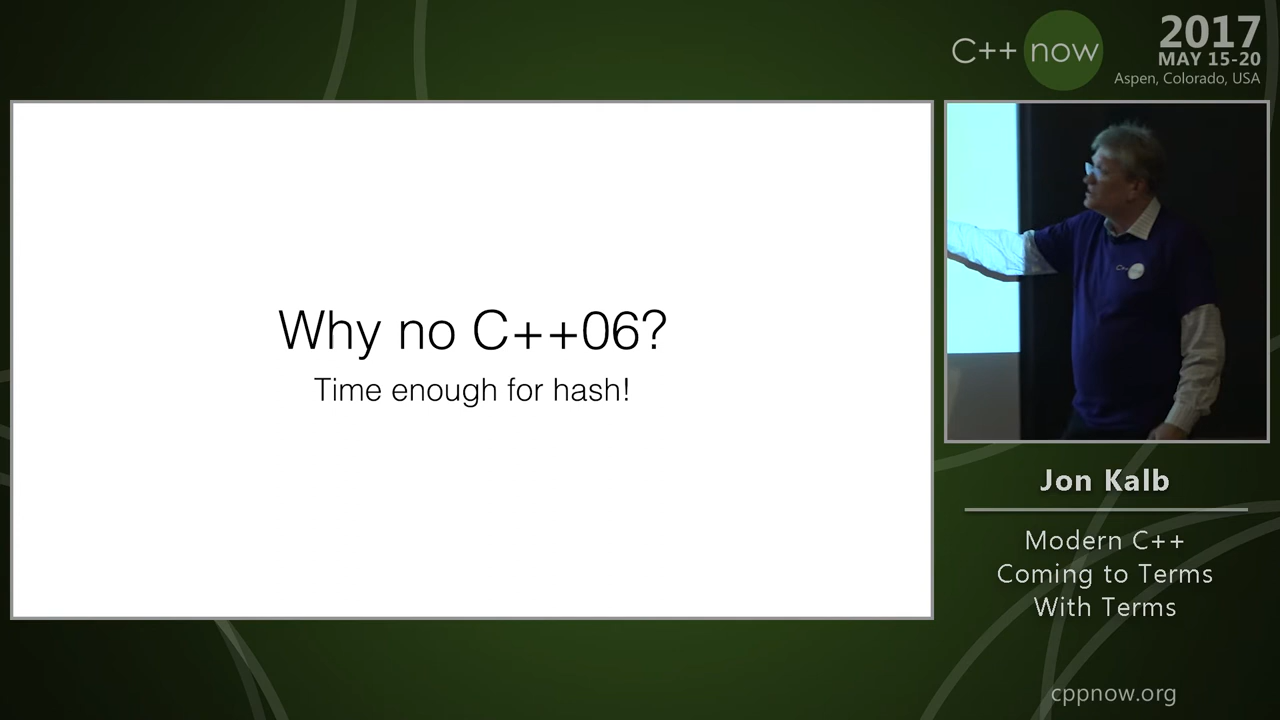 C++ now
2017
MAY 15-20
Aspen, Colorado, USA
Why no C++06?
Time enough for hash!
Jon Kalb
Modern C++
Coming to Terms
With Terms
cppnow.org